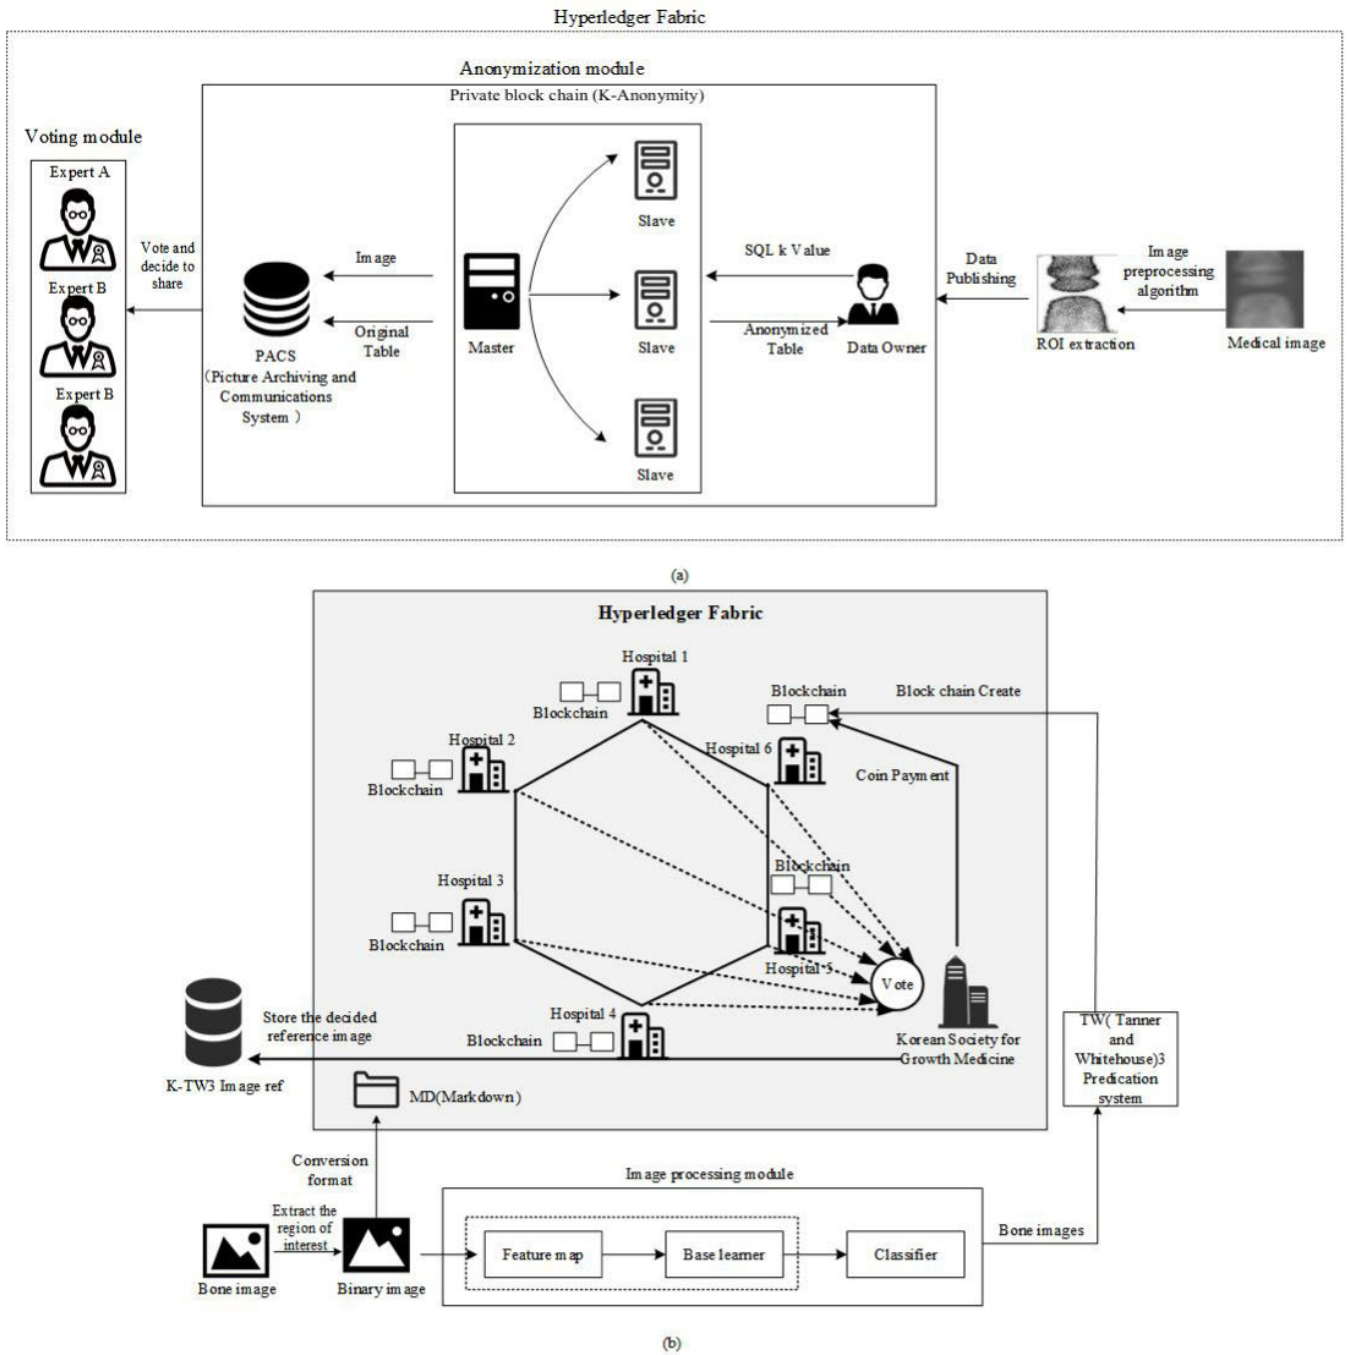 Hyperledger Fabric
Anonymization module
Private block chain (K-Anonymity)
Voting module
Expert A
Expert B
Expert B
Vote and
decide to
share
Image
Original
Table
PACS
（Picture Archiving and
Communications
System ）
Master
Slave
Slave
Slave
SQL k Value
Anonymized
Table
Data Owner
Data
Publishing
ROI extraction
Image
preprocessing
algorithm
Medical image
(a)
Hyperledger Fabric
Hospital 1
Blockchain
Hospital 2
Blockchain
Hospital 3
Blockchain
Hospital 4
Blockchain
Blockchain
Hospital 5
Blockchain
Hospital 6
Block chain Create
Coin Payment
Vote
Korean Society for
Growth Medicine
Store the decided
reference image
K-TW3 Image ref
MD(Markdown)
TW( Tanner
and
Whitehouse)3
Predication
system
Conversion
format
Image processing module
Extract the
region of
interest
Bone image
Binary image
Feature map
Base learner
Classifier
Bone images
(b)